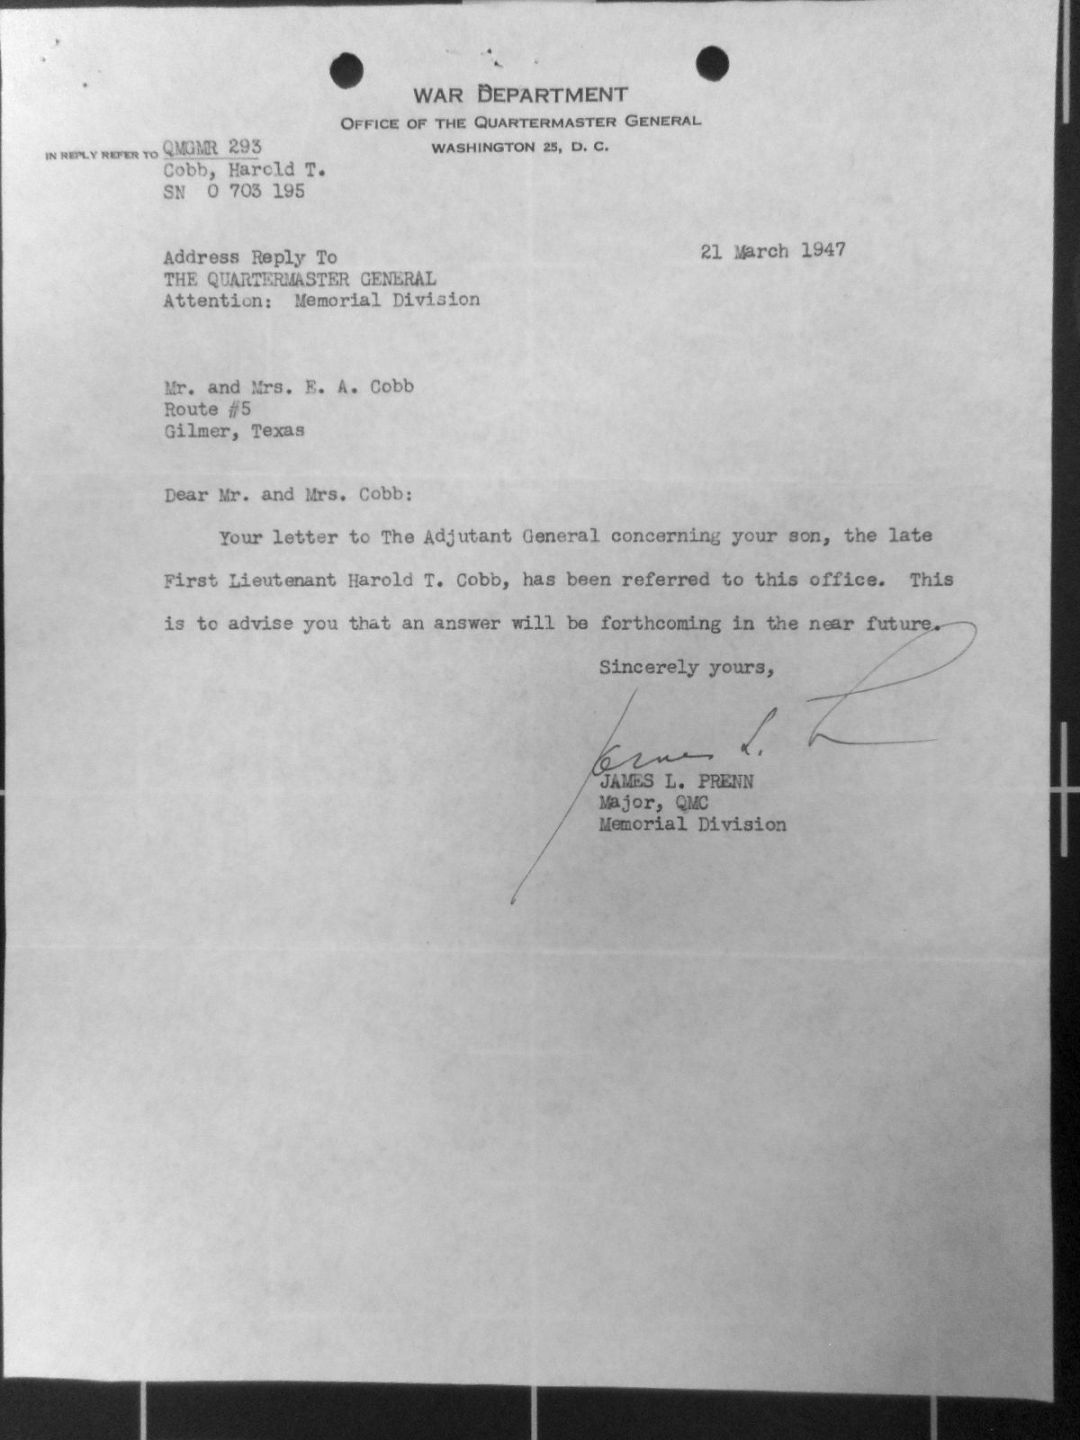 WAR DEPARTMENT
OFFICE OF THE QUARTERMASTER GENERAL
WASHINGTON 25, D. C.
IN REPLY REFER TO QMGMR 293
Cobb, Harold T.
SN O 703 195
21 March 1947
Address Reply To
THE QUARTERMASTER GENERAL
Attention: Memorial Division
Mr. and Mrs. E. A. Cobb
Route #5
Gilmer, Texas
Dear Mr. and Mrs. Cobb:
Your letter to The Adjutant General concerning your son, the late
First Lieutenant Harold T. Cobb, has been referred to this office. This
is to advise you that an answer will be forthcoming in the near future.
Sincerely yours,
James L.
JAMES L. PRENN
Major, QMC
Memorial Division